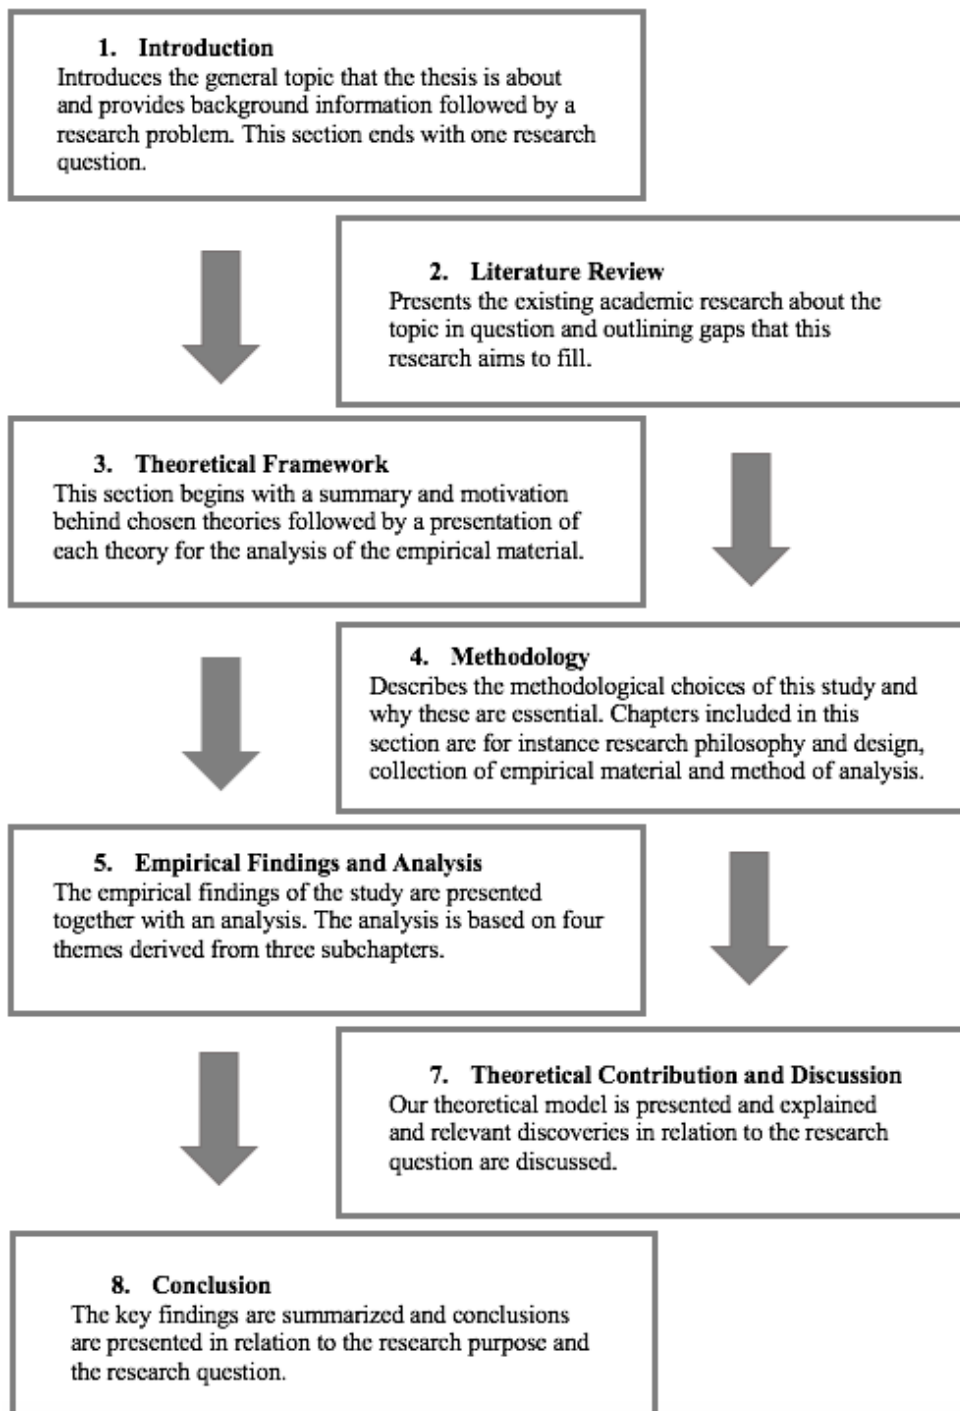 1. Introduction
Introduces the general topic that the thesis is about
and provides background information followed by a
research problem. This section ends with one research
question.
2. Literature Review
Presents the existing academic research about the
topic in question and outlining gaps that this
research aims to fill.
3. Theoretical Framework
This section begins with a summary and motivation
behind chosen theories followed by a presentation of
each theory for the analysis of the empirical material.
4. Methodology
Describes the methodological choices of this study and
why these are essential. Chapters included in this
section are for instance research philosophy and design,
collection of empirical material and method of analysis.
5. Empirical Findings and Analysis
The empirical findings of the study are presented
together with an analysis. The analysis is based on four
themes derived from three subchapters.
7. Theoretical Contribution and Discussion
Our theoretical model is presented and explained
and relevant discoveries in relation to the research
question are discussed.
8. Conclusion
The key findings are summarized and conclusions
are presented in relation to the research purpose and
the research question.